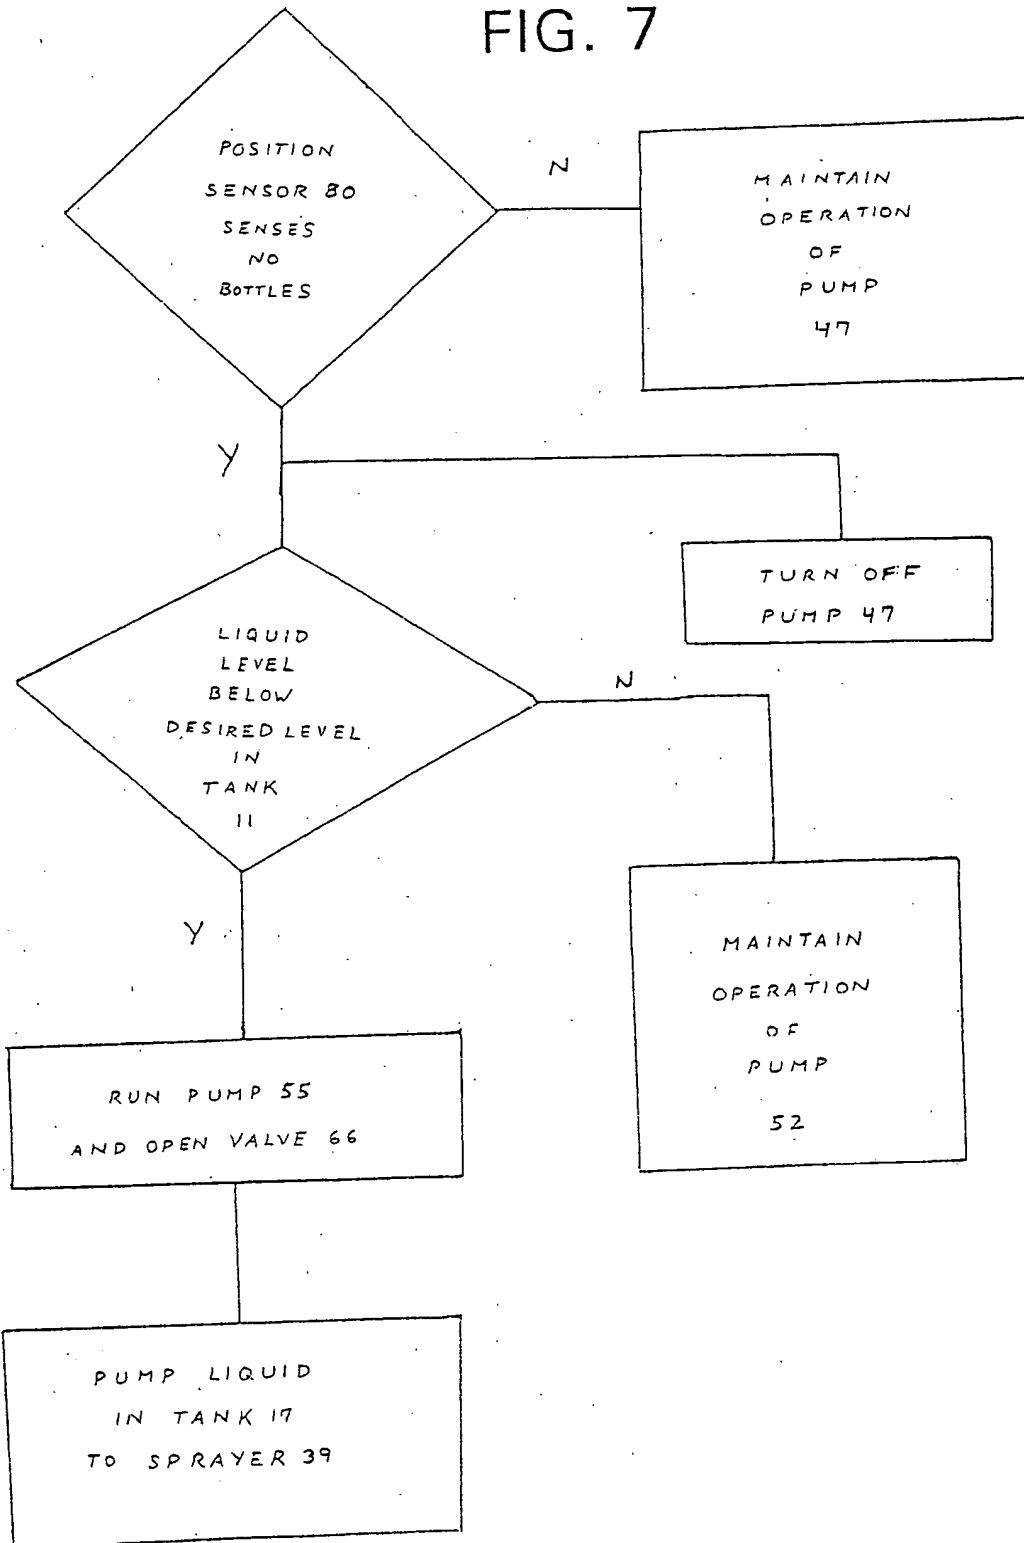 FIG. 7
POSITION
SENSOR 80
SENSES
NO
BOTTLES
N
MAINTAIN
OPERATION
OF
PUMP
47
Y
TURN OFF
PUMP 47
LIQUID
LEVEL
BELOW
DESIRED LEVEL
IN
TANK
11
N
Y
MAINTAIN
OPERATION
OF
PUMP
52
RUN PUMP 55
AND OPEN VALVE 66
PUMP LIQUID
IN TANK 17
TO SPRAYER 39